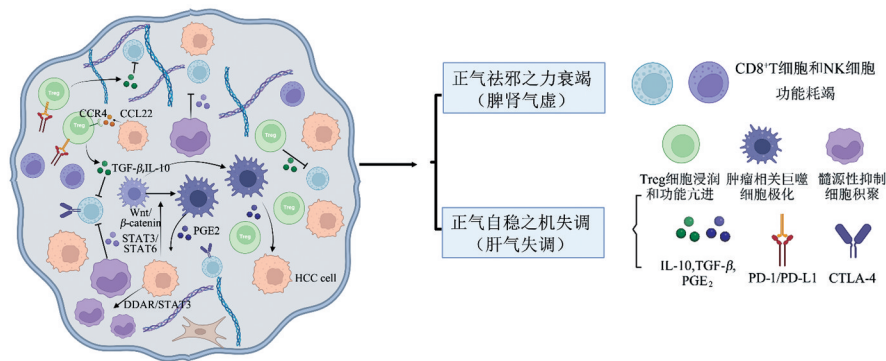 Treg
CCR4
CCL22
Treg
TGF-β,IL-10
Treg
Wnt/
β-catenin
STAT3/
STAT6
PGE2
Treg
HCC cell
DDAR/STAT3
正气祛邪之力衰竭
（脾肾气虚）
正气自稳之机失调
（肝气失调）
CD8⁺T细胞和NK细胞
功能耗竭
Treg
Treg细胞浸润
和功能亢进
肿瘤相关巨噬
细胞极化
髓源性抑制
细胞积聚
IL-10,TGF-β,
PGE₂
PD-1/PD-L1
CTLA-4